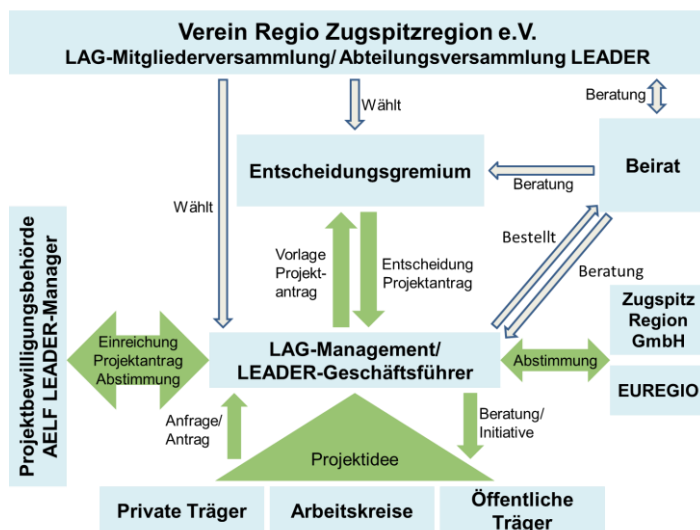 Verein Regio Zugspitzregion e.V.
LAG-Mitgliederversammlung/ Abteilungsversammlung LEADER
Beratung
Wählt
Entscheidungsgremium
Beratung
Beirat
Wählt
Bestellt
Beratung
Vorlage
Projekt-
antrag
Entscheidung
Projektantrag
Projektbewilligungsbehörde
AELF LEADER-Manager
Einreichung
Projektantrag
Abstimmung
LAG-Management/
LEADER-Geschäftsführer
Abstimmung
Zugspitz
Region
GmbH
EUREGIO
Anfrage/
Antrag
Beratung/
Initiative
Projektidee
Private Träger
Arbeitskreise
Öffentliche
Träger